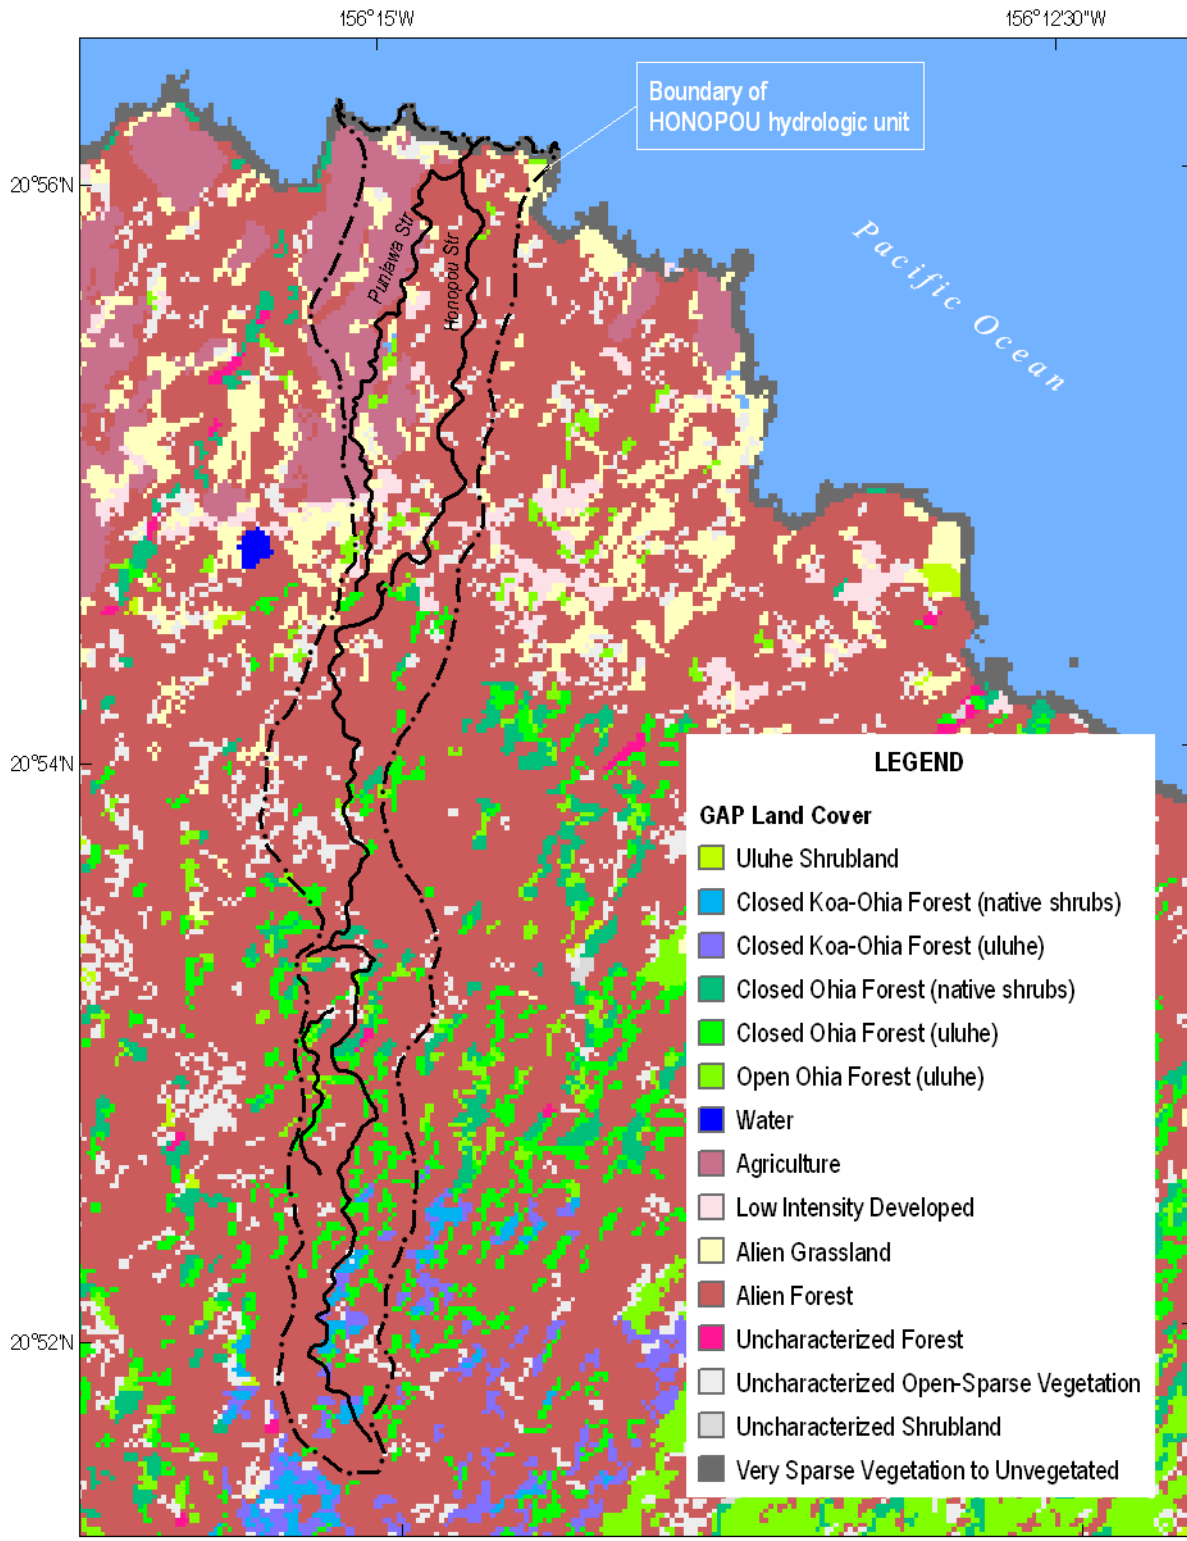 156°15'W
156°12'30"W
Boundary of
HONOPOU hydrologic unit
20°56'N
Puniawa Str
Honopou Str
Pacific Ocean
20°54'N
LEGEND
GAP Land Cover
Uluhe Shrubland
Closed Koa-Ohia Forest (native shrubs)
Closed Koa-Ohia Forest (uluhe)
Closed Ohia Forest (native shrubs)
Closed Ohia Forest (uluhe)
Open Ohia Forest (uluhe)
Water
Agriculture
Low Intensity Developed
Alien Grassland
Alien Forest
Uncharacterized Forest
Uncharacterized Open-Sparse Vegetation
Uncharacterized Shrubland
Very Sparse Vegetation to Unvegetated
20°52'N